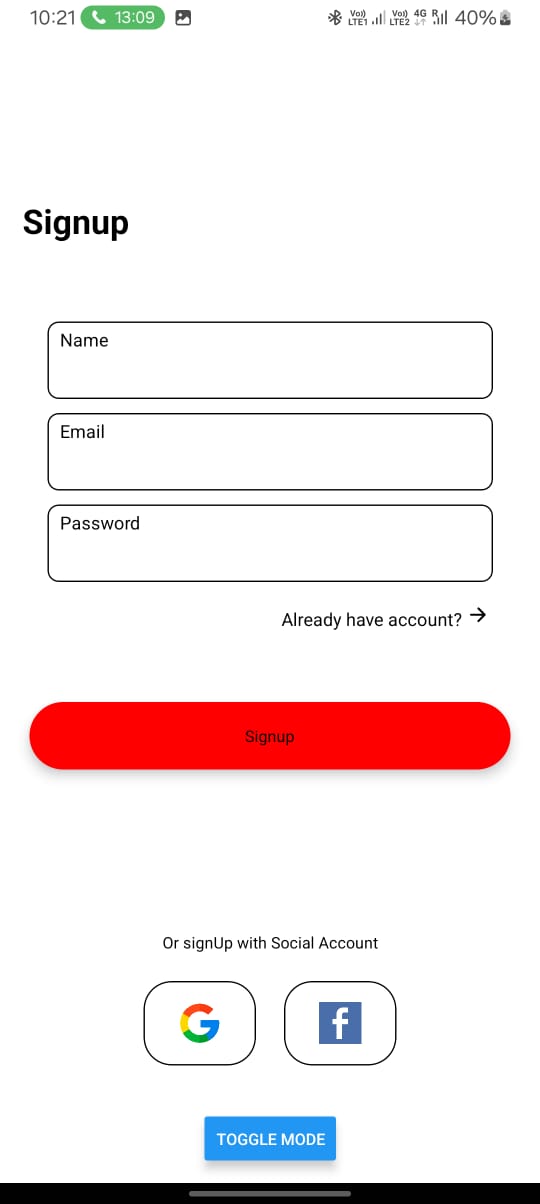 10:21 13:09 Vo)) LTE1 Vo)) LTE2 4G R 40%
Signup
Name
Email
Password
Already have account?
Signup
Or signUp with Social Account
TOGGLE MODE